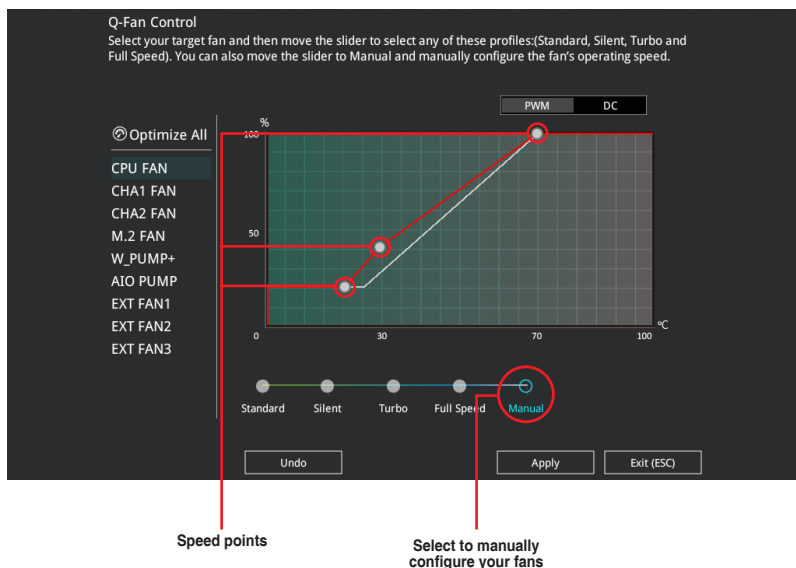 Q-Fan Control
Select your target fan and then move the slider to select any of these profiles:(Standard, Silent, Turbo and
Full Speed). You can also move the slider to Manual and manually configure the fan's operating speed.
PWM DC
%
Optimize All
100
CPU FAN
CHA1 FAN
CHA2 FAN
M.2 FAN
50
W_PUMP+
AIO PUMP
EXT FAN1
EXT FAN2
EXT FAN3
°C
0 30 70 100
Standard Silent Turbo Full Speed Manual
Undo Apply Exit (ESC)
Speed points
Select to manually
configure your fans